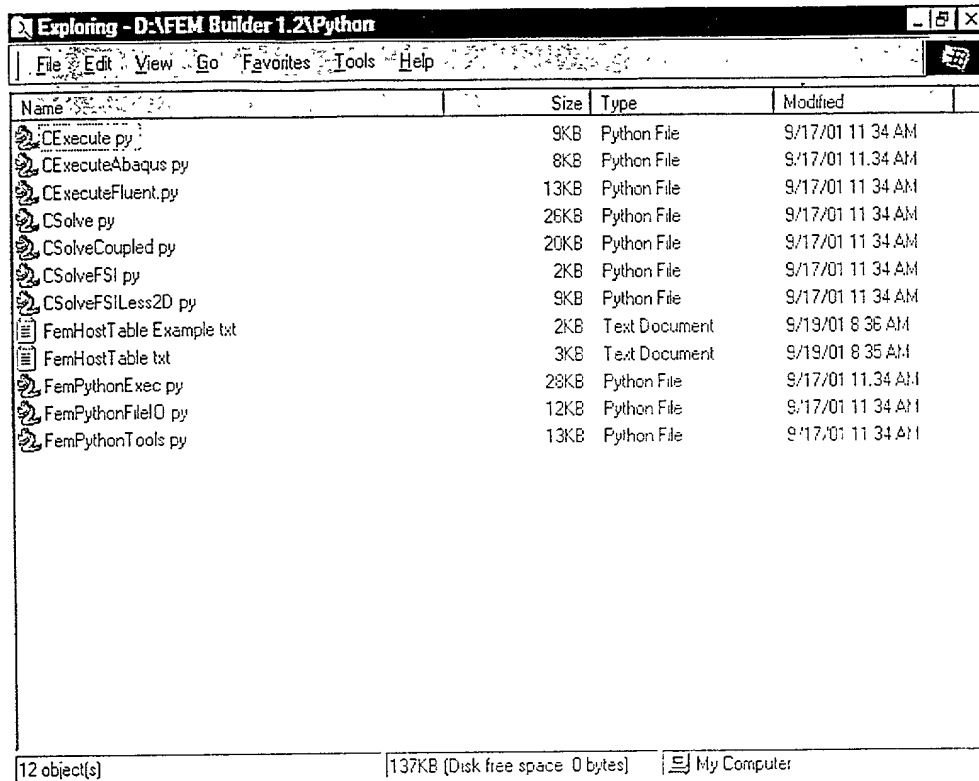 Exploring - D:\FEM Builder 1.2\Python
File Edit View Go Favorites Tools Help
Name Size Type Modified
CExecute py 9KB Python File 9/17/01 11 34 AM
CExecuteAbaqus py 8KB Python File 9/17/01 11.34 AM
CExecuteFluent.py 13KB Python File 9/17/01 11 34 AM
CSolve py 26KB Python File 9/17/01 11 34 AM
CSolveCoupled py 20KB Python File 9/17/01 11 34 AM
CSolveFSI py 2KB Python File 9/17/01 11 34 AM
CSolveFSILess2D py 9KB Python File 9/17/01 11 34 AM
FemHostTable Example txt 2KB Text Document 9/19/01 8 36 AM
FemHostTable txt 3KB Text Document 9/19/01 8 35 AM
FemPythonExec py 28KB Python File 9/17/01 11.34 AM
FemPythonFileIO py 12KB Python File 9/17/01 11 34 AM
FemPythonTools py 13KB Python File 9/17/01 11 34 AM
12 object(s) 137KB (Disk free space 0 bytes) My Computer